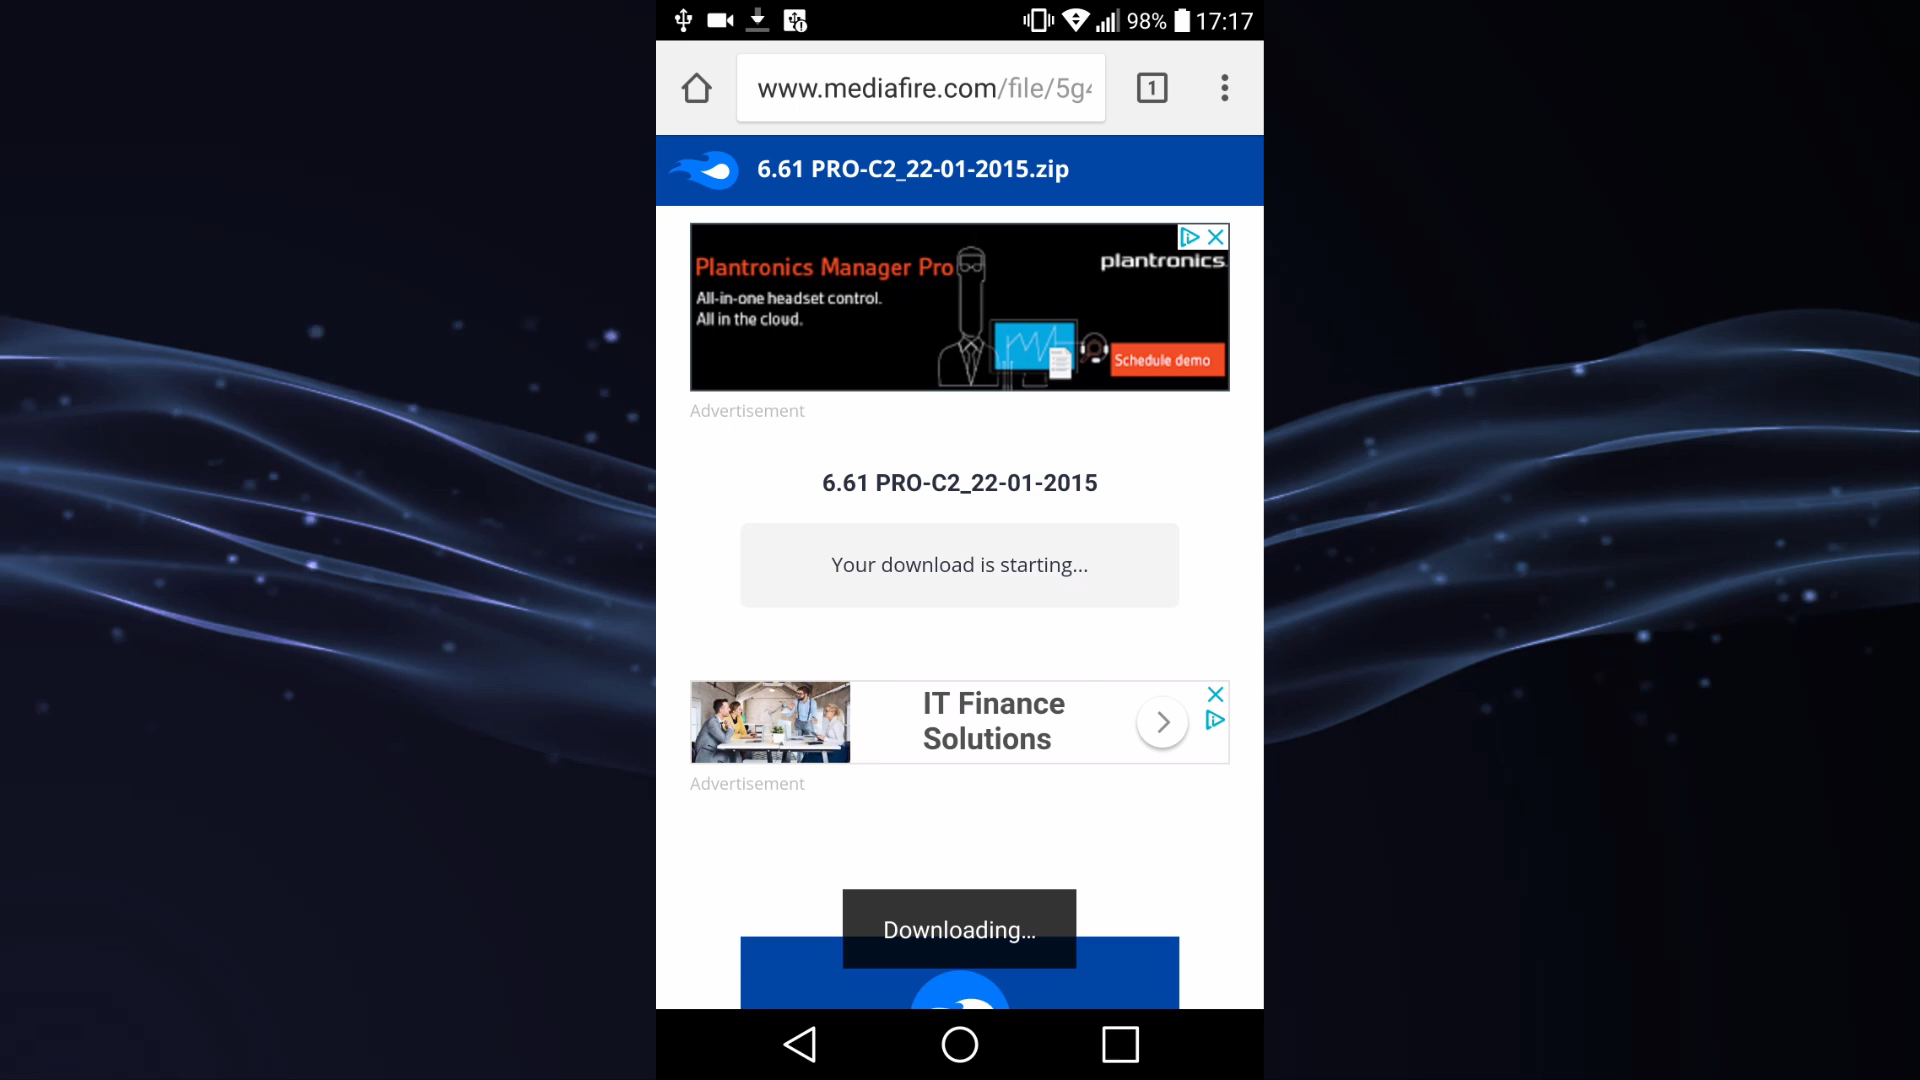 98% 17:17
www.mediafire.com/file/5g
1
6.61 PRO-C2_22-01-2015.zip
Plantronics Manager Pro
plantronics.
All-in-one headset control.
All in the cloud.
Schedule demo
Advertisement
6.61 PRO-C2_22-01-2015
Your download is starting...
IT Finance
Solutions
Advertisement
Downloading...